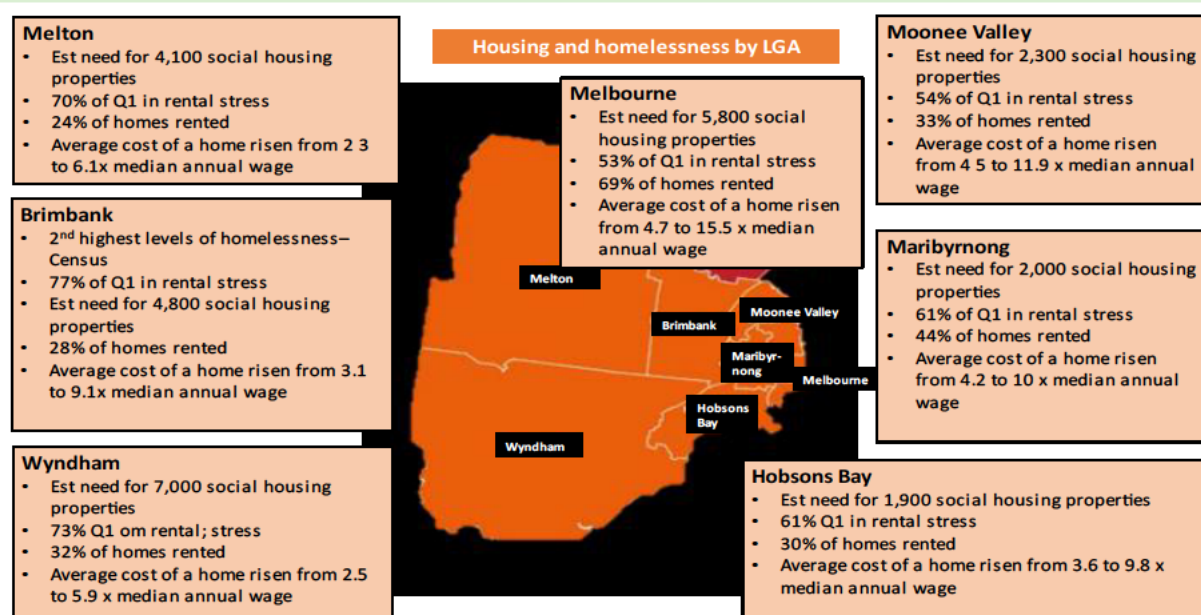 Housing and homelessness by LGA
Melton
• Est need for 4,100 social housing
properties
• 70% of Q1 in rental stress
• 24% of homes rented
• Average cost of a home risen from 2 3
to 6.1x median annual wage
Brimbank
• 2nd highest levels of homelessness–
Census
• 77% of Q1 in rental stress
• Est need for 4,800 social housing
properties
• 28% of homes rented
• Average cost of a home risen from 3.1
to 9.1x median annual wage
Wyndham
• Est need for 7,000 social housing
properties
• 73% Q1 om rental; stress
• 32% of homes rented
• Average cost of a home risen from 2.5
to 5.9 x median annual wage
Melbourne
• Est need for 5,800 social
housing properties
• 53% of Q1 in rental stress
• 69% of homes rented
• Average cost of a home risen
from 4.7 to 15.5 x median
annual wage
Melton
Brimbank
Moonee Valley
Maribyr-
nong
Melbourne
Hobsons
Bay
Wyndham
Moonee Valley
• Est need for 2,300 social housing
properties
• 54% of Q1 in rental stress
• 33% of homes rented
• Average cost of a home risen
from 4 5 to 11.9 x median annual
wage
Maribyrnong
• Est need for 2,000 social housing
properties
• 61% of Q1 in rental stress
• 44% of homes rented
• Average cost of a home risen
from 4.2 to 10 x median annual
wage
Hobsons Bay
• Est need for 1,900 social housing properties
• 61% Q1 in rental stress
• 30% of homes rented
• Average cost of a home risen from 3.6 to 9.8 x
median annual wage